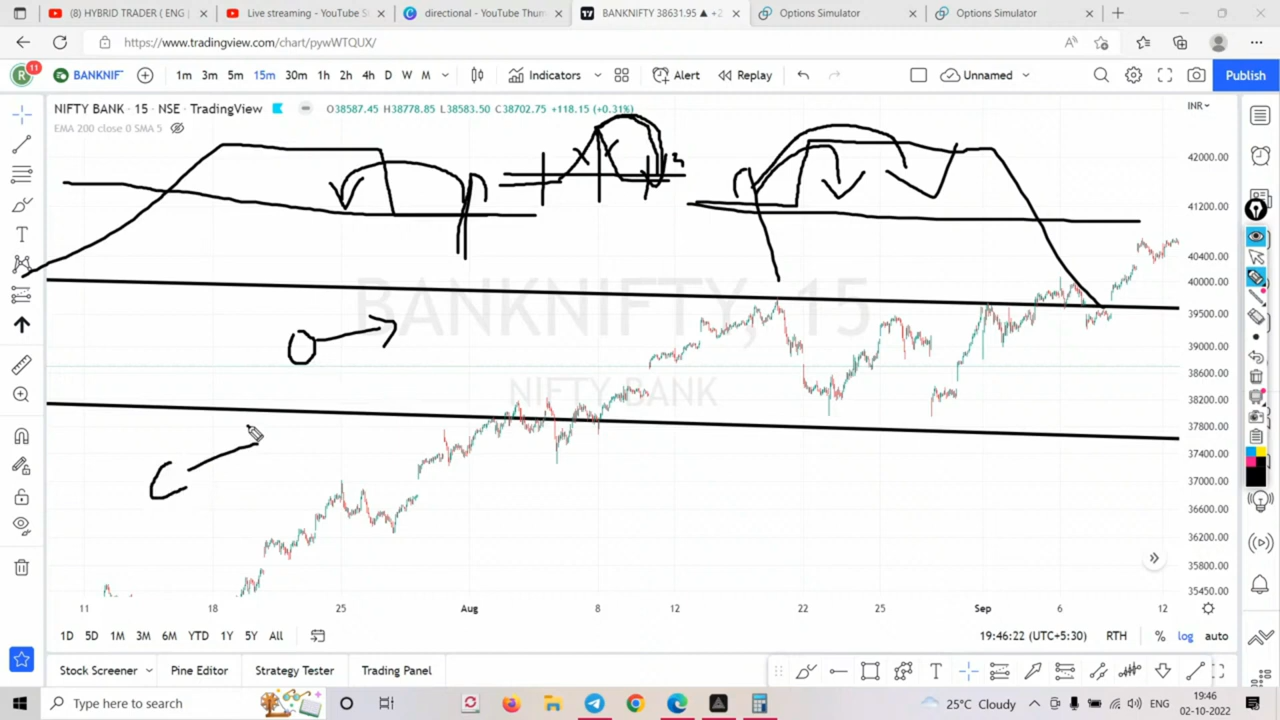 (8) HYBRID TRADER ( ENG |
Live streaming - YouTube S
directional - YouTube Thum
BANKNIFTY 38631.95 ▲ +2
Options Simulator
Options Simulator
https://www.tradingview.com/chart/pywWTQUX/
R 11 BANKNIF 1m 3m 5m 15m 30m 1h 2h 4h D W M Indicators Alert Replay Unnamed Publish
NIFTY BANK · 15 · NSE · TradingView O38587.45 H38778.85 L38583.50 C38702.75 +118.15 (+0.31%) INR
EMA 200 close 0 SMA 5
42000.00
41200.00
40400.00
40000.00
39500.00
39000.00
38600.00
38200.00
37800.00
37400.00
37000.00
36600.00
36200.00
35800.00
35450.00
BANKNIFTY, 15
NIFTY BANK
O
C
11 18 25 Aug 8 12 22 25 Sep 6 12
1D 5D 1M 3M 6M YTD 1Y 5Y All 19:46:22 (UTC+5:30) RTH % log auto
Stock Screener Pine Editor Strategy Tester Trading Panel
Type here to search 25°C Cloudy ENG 19:46
02-10-2022